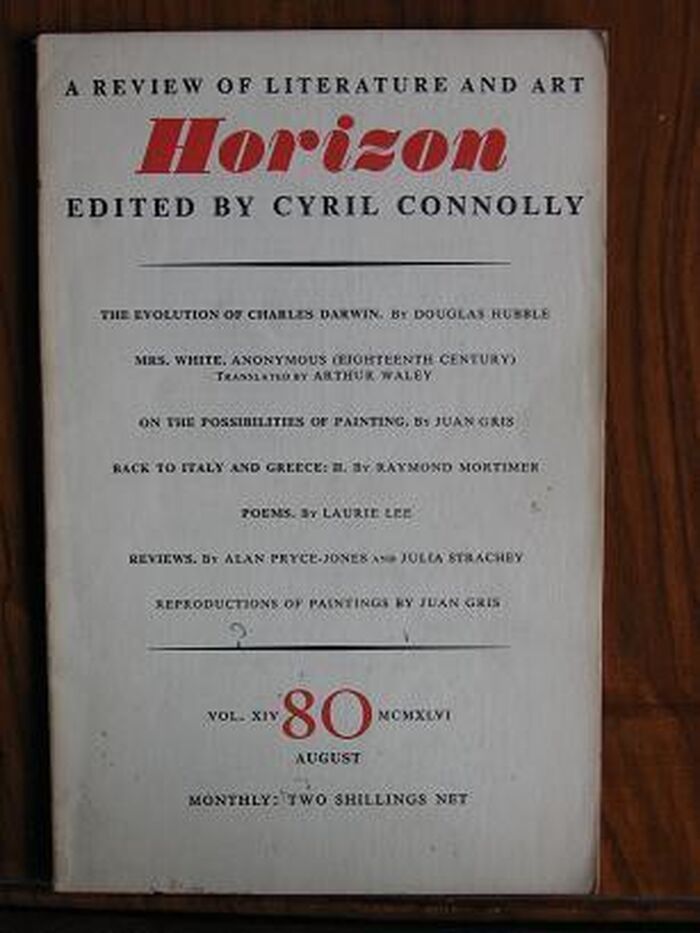 A REVIEW OF LITERATURE AND ART
Horizon
EDITED BY CYRIL CONNOLLY
THE EVOLUTION OF CHARLES DARWIN. BY DOUGLAS HUBBLE
MRS. WHITE. ANONYMOUS (EIGHTEENTH CENTURY)
TRANSLATED BY ARTHUR WALEY
ON THE POSSIBILITIES OF PAINTING. BY JUAN GRIS
BACK TO ITALY AND GREECE: II. BY RAYMOND MORTIMER
POEMS. BY LAURIE LEE
REVIEWS. BY ALAN PRYCE-JONES AND JULIA STRACHEY
REPRODUCTIONS OF PAINTINGS BY JUAN GRIS
VOL. XIV 80 MCMXLVI
AUGUST
MONTHLY: TWO SHILLINGS NET